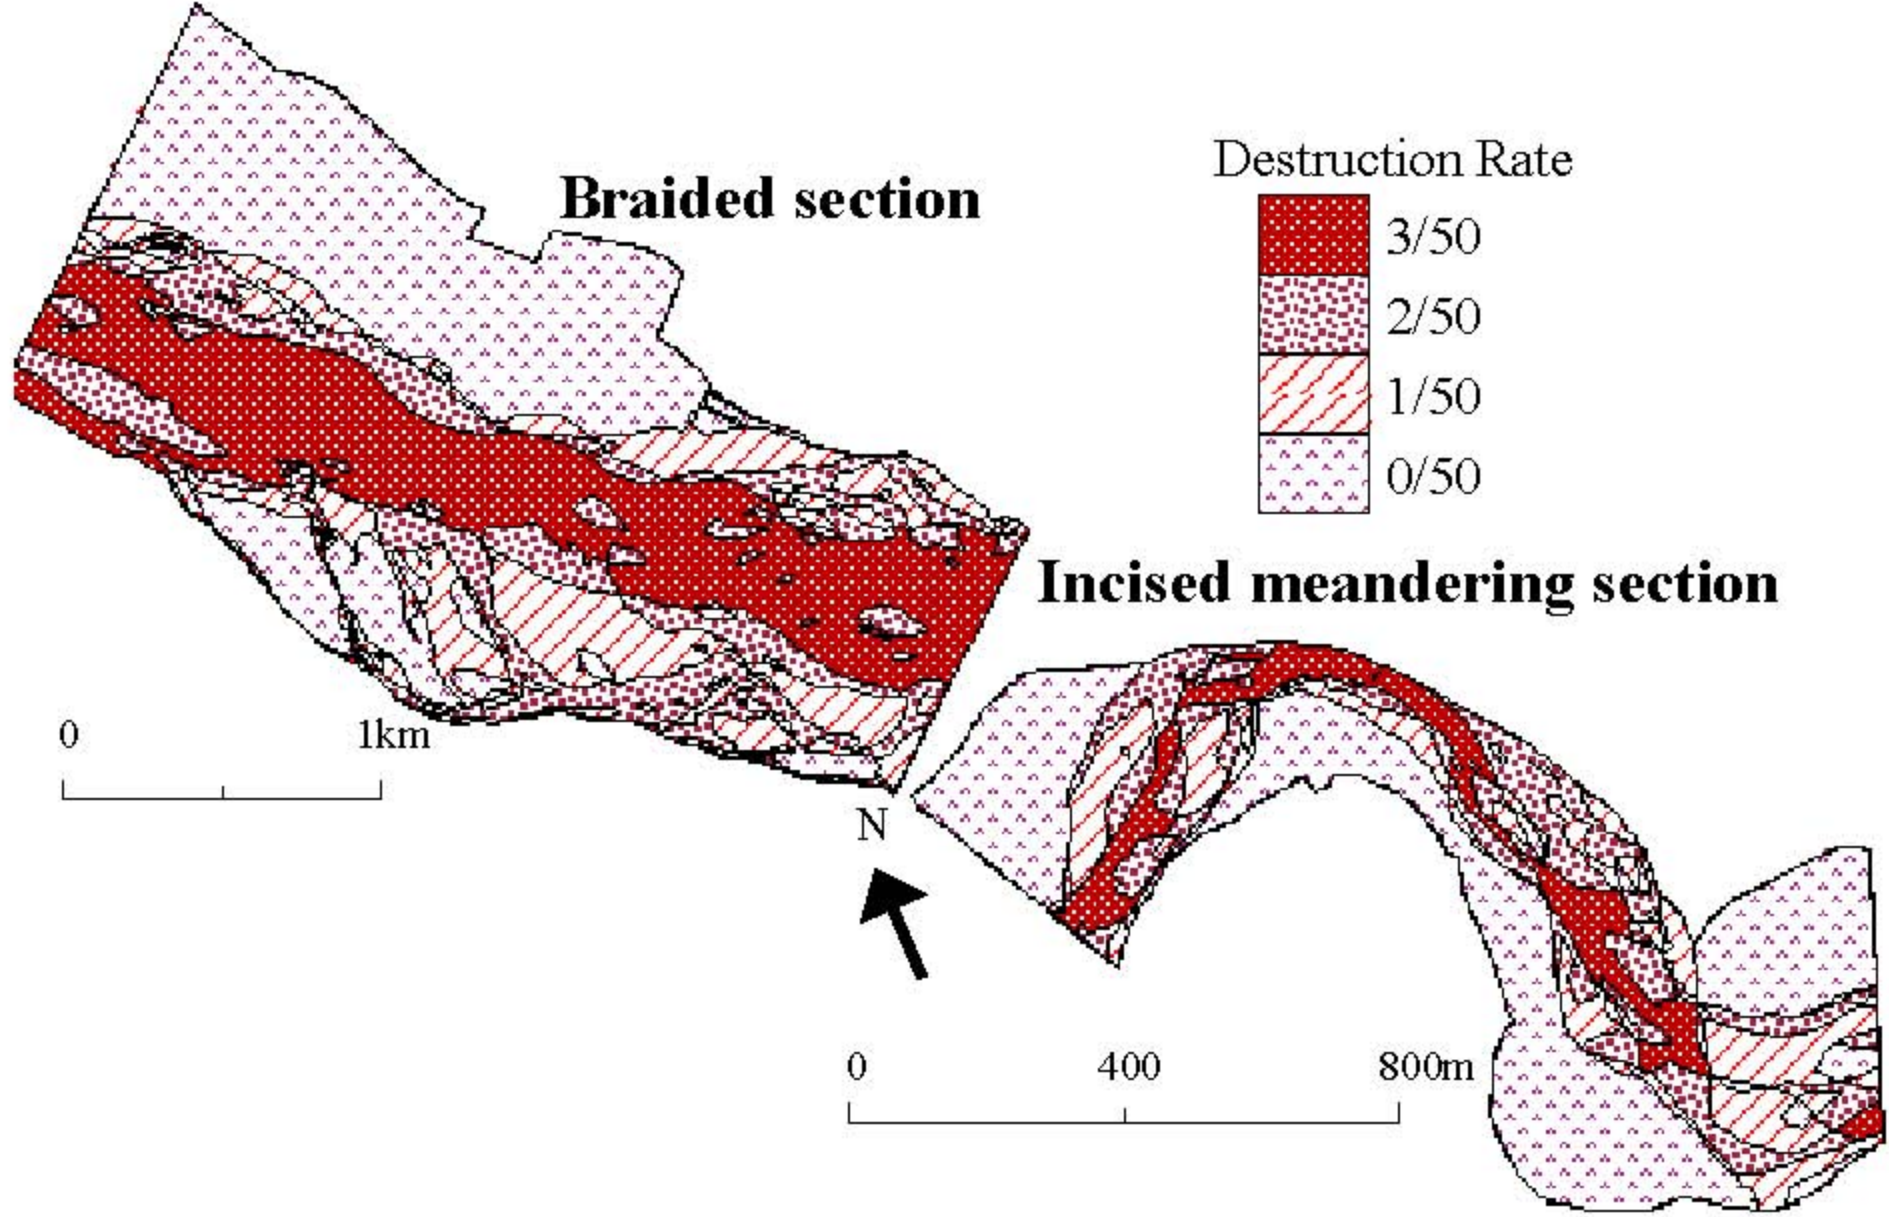 Destruction Rate
3/50
2/50
1/50
0/50
Braided section
Incised meandering section
0 1km
N
0 400 800m